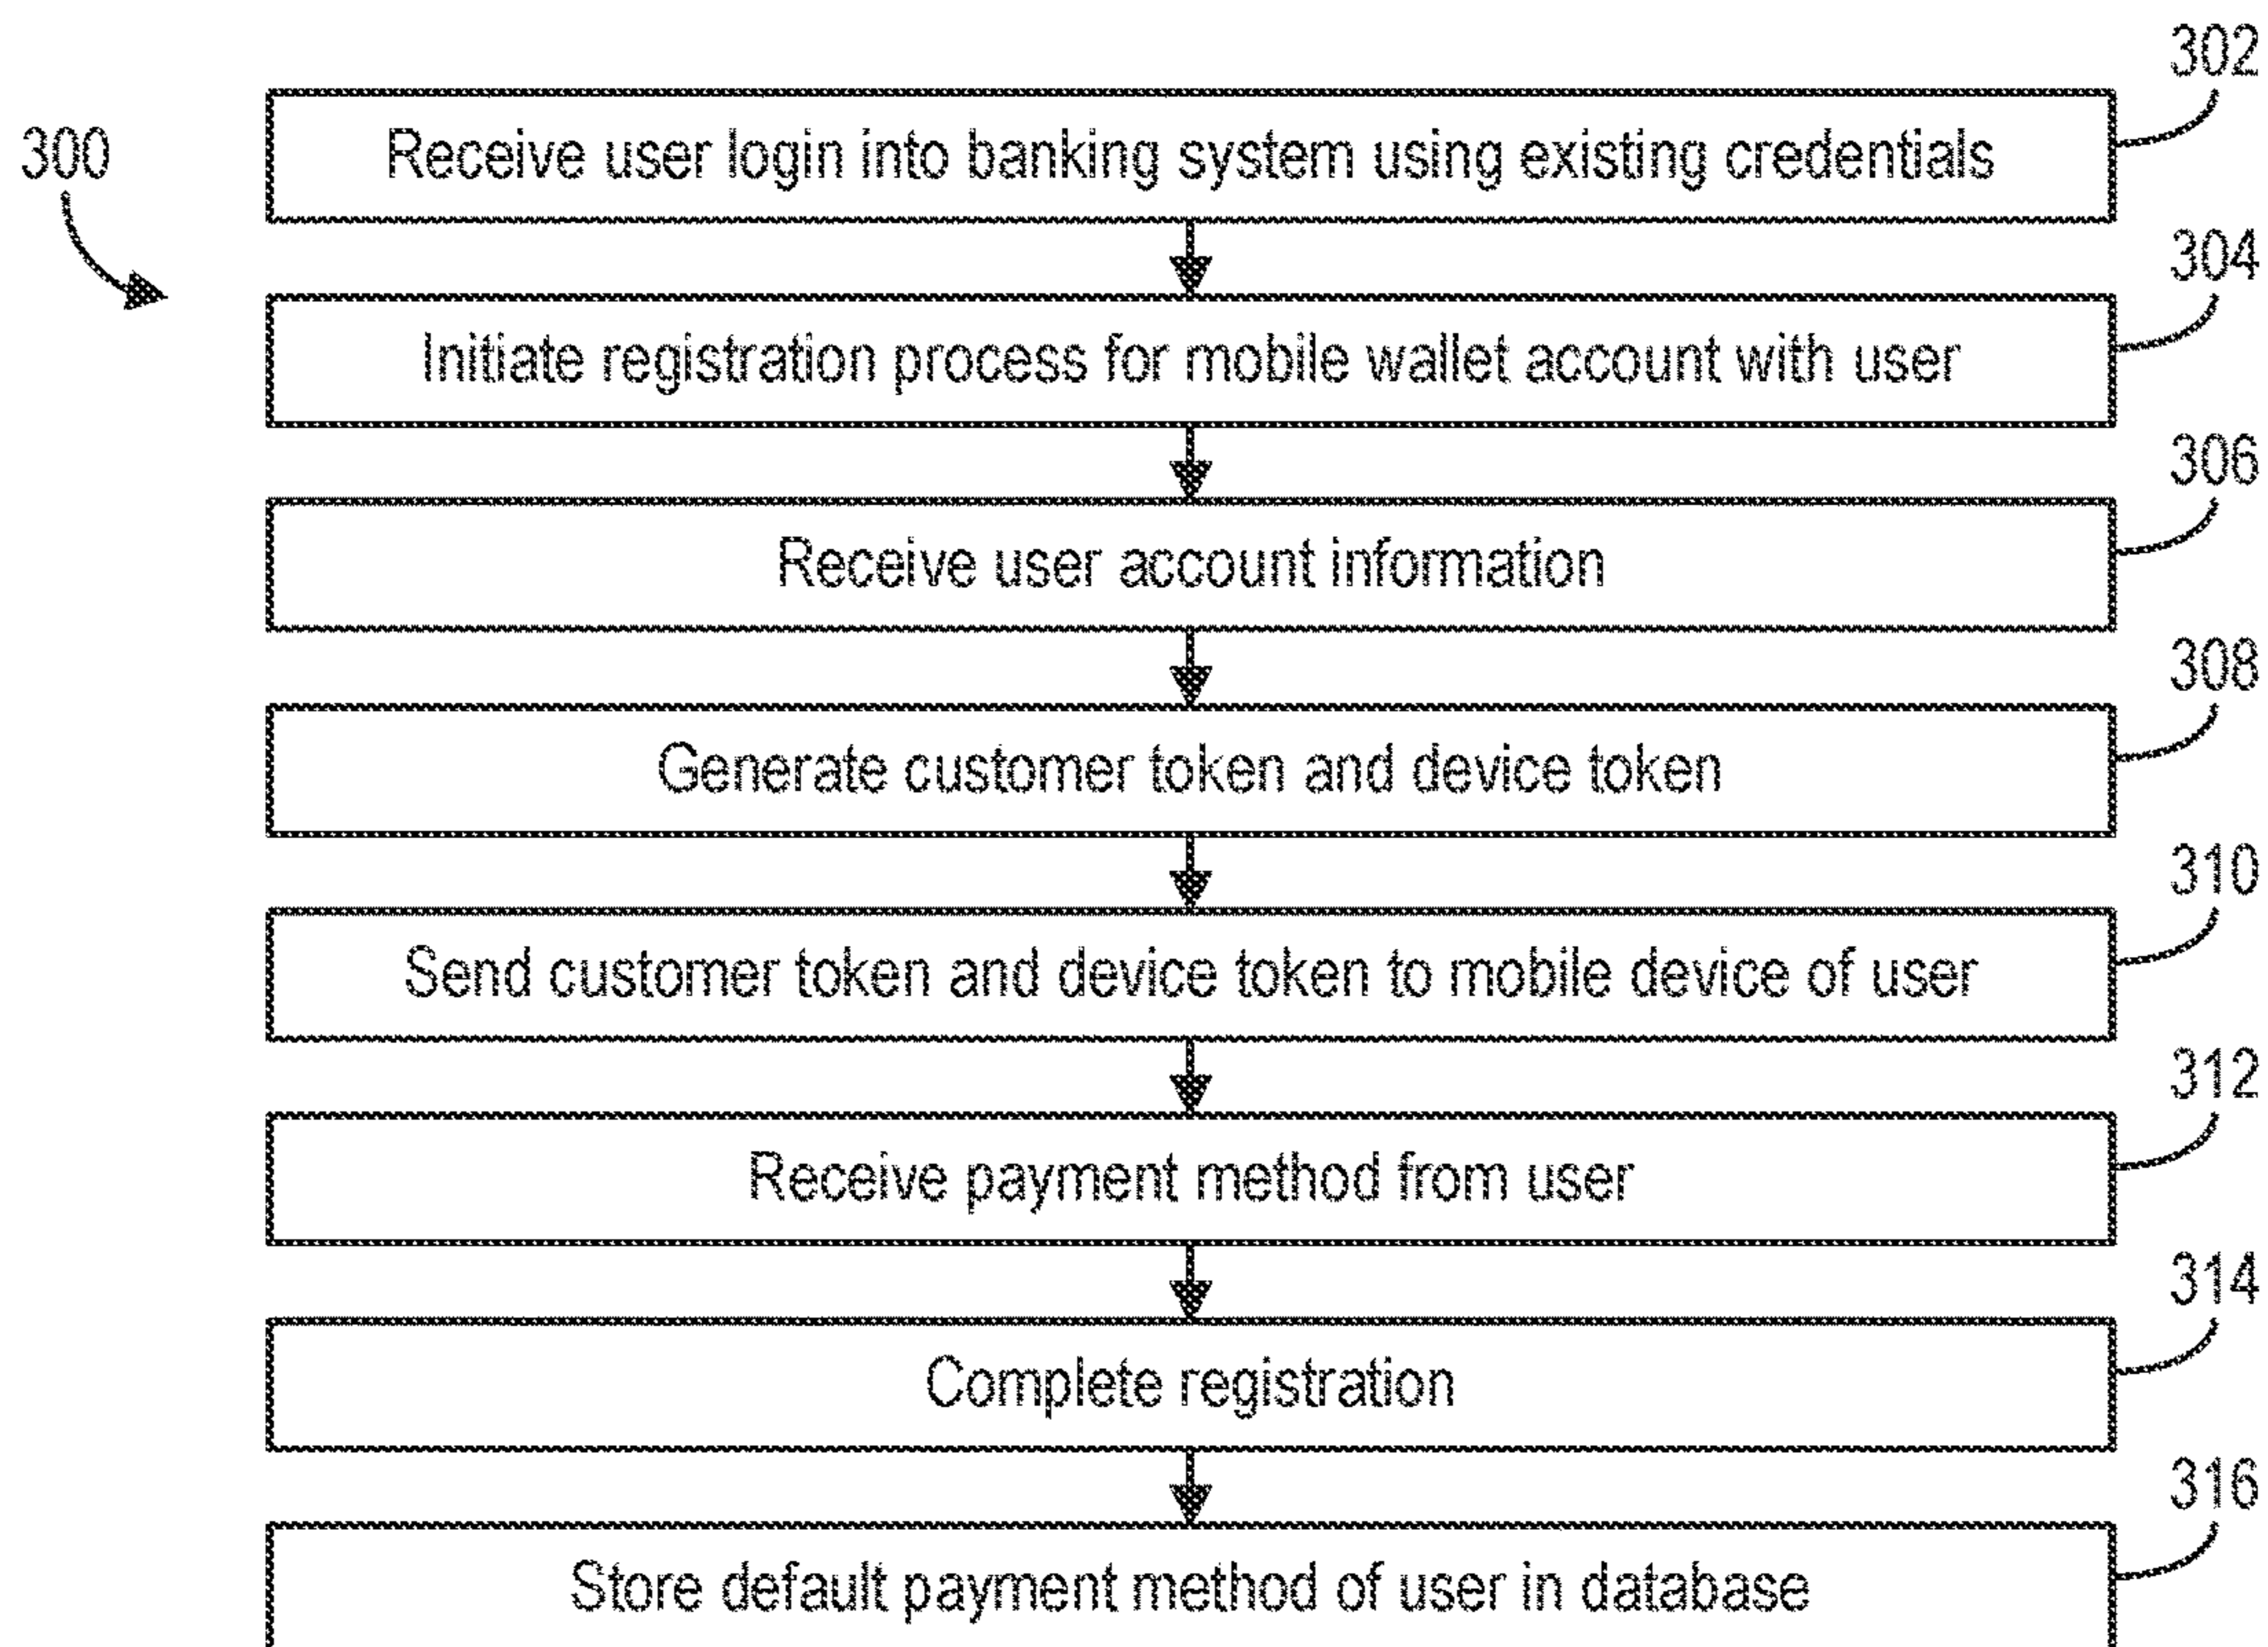 302
300
Receive user login into banking system using existing credentials
304
Initiate registration process for mobile wallet account with user
306
Receive user account information
308
Generate customer token and device token
310
Send customer token and device token to mobile device of user
312
Receive payment method from user
314
Complete registration
316
Store default payment method of user in database